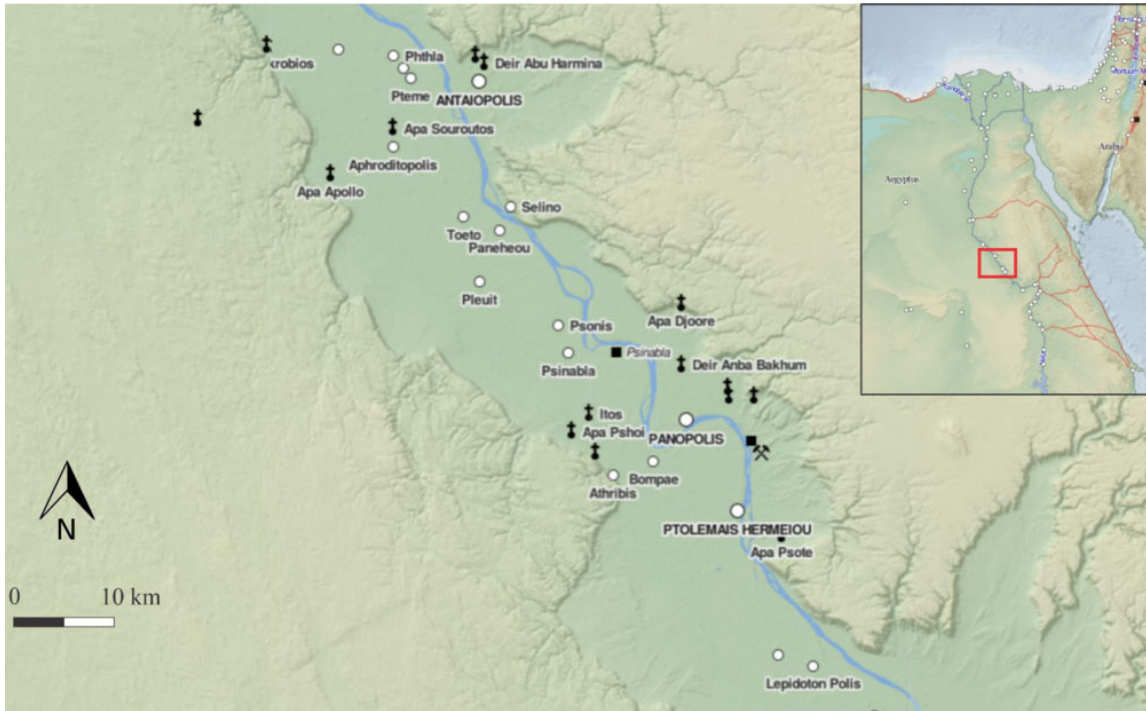 krobios
Phthla
Pteme
Deir Abu Harmina
ANTAIOPOLIS
Apa Souroutos
Aphroditopolis
Apa Apollo
Selino
Toeto
Paneheou
Pleuit
Apa Djoore
Psonis
Psinabla
Psinabla
Deir Anba Bakhum
Itos
Apa Pshoi
PANOPOLIS
Bompae
Athribis
PTOLEMAIS HERMEIOU
Apa Psote
Lepidoton Polis
N
0 10 km
Aegyptus
Arabia